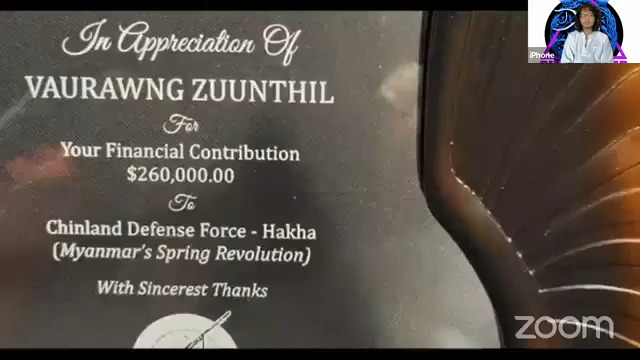 In Appreciation Of
VAURAWNG ZUUNTHIL
For
Your Financial Contribution
$260,000.00
To
Chinland Defense Force - Hakha
(Myanmar's Spring Revolution)
With Sincerest Thanks
iPhone
zoom